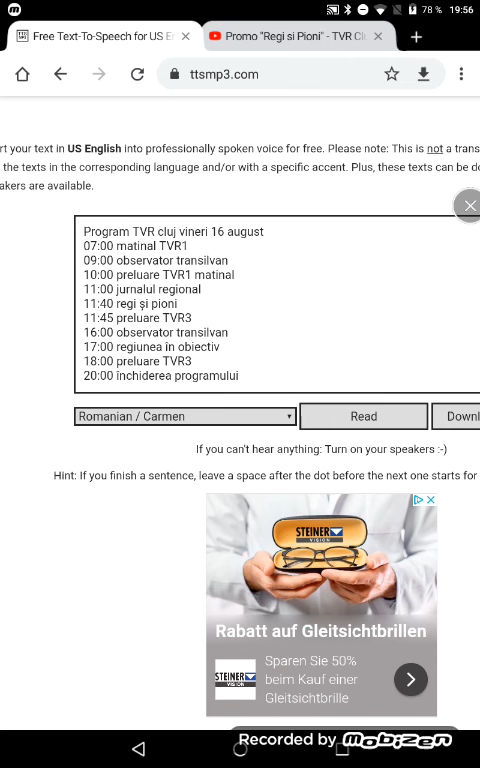 78 % 19:56
Free Text-To-Speech for US E
Promo "Regi si Pioni" - TVR Cl
ttsmp3.com
rt your text in US English into professionally spoken voice for free. Please note: This is not a trans
the texts in the corresponding language and/or with a specific accent. Plus, these texts can be do
akers are available.
Program TVR cluj vineri 16 august
07:00 matinal TVR1
09:00 observator transilvan
10:00 preluare TVR1 matinal
11:00 jurnalul regional
11:40 regi și pioni
11:45 preluare TVR3
16:00 observator transilvan
17:00 regiunea în obiectiv
18:00 preluare TVR3
20:00 închiderea programului
Romanian / Carmen
Read
Downl
If you can't hear anything: Turn on your speakers :-)
Hint: If you finish a sentence, leave a space after the dot before the next one starts for
STEINER
VISION
Rabatt auf Gleitsichtbrillen
STEINER
VISION
Sparen Sie 50%
beim Kauf einer
Gleitsichtbrille
Recorded by mobizen